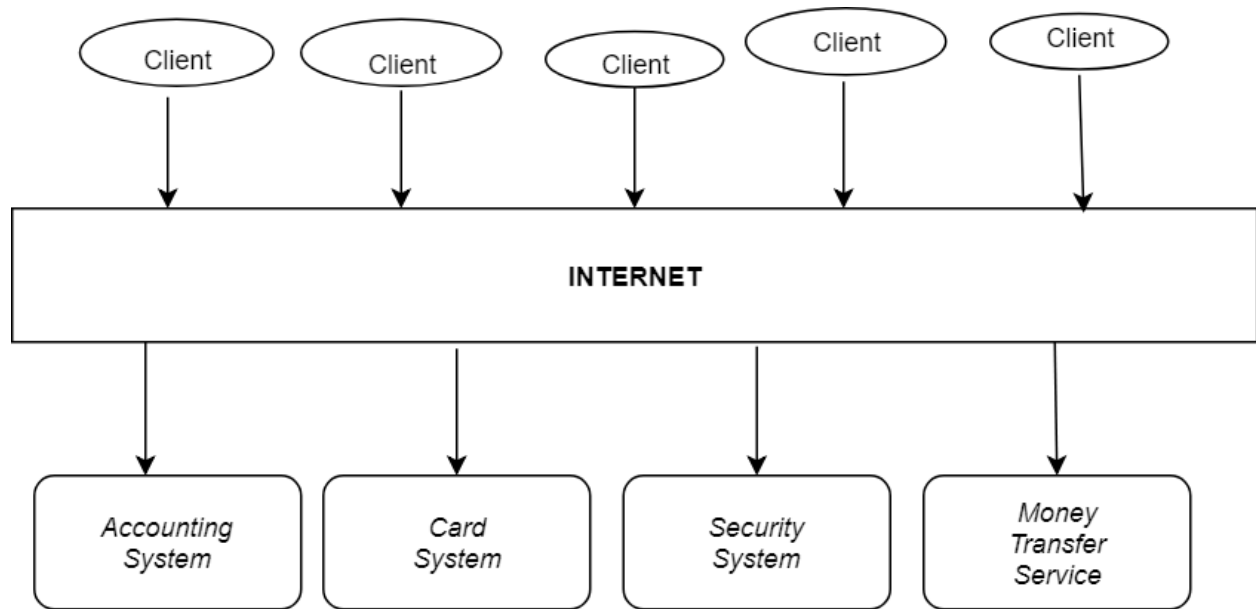 Client
Client
Client
Client
Client
INTERNET
Accounting
System
Card
System
Security
System
Money
Transfer
Service